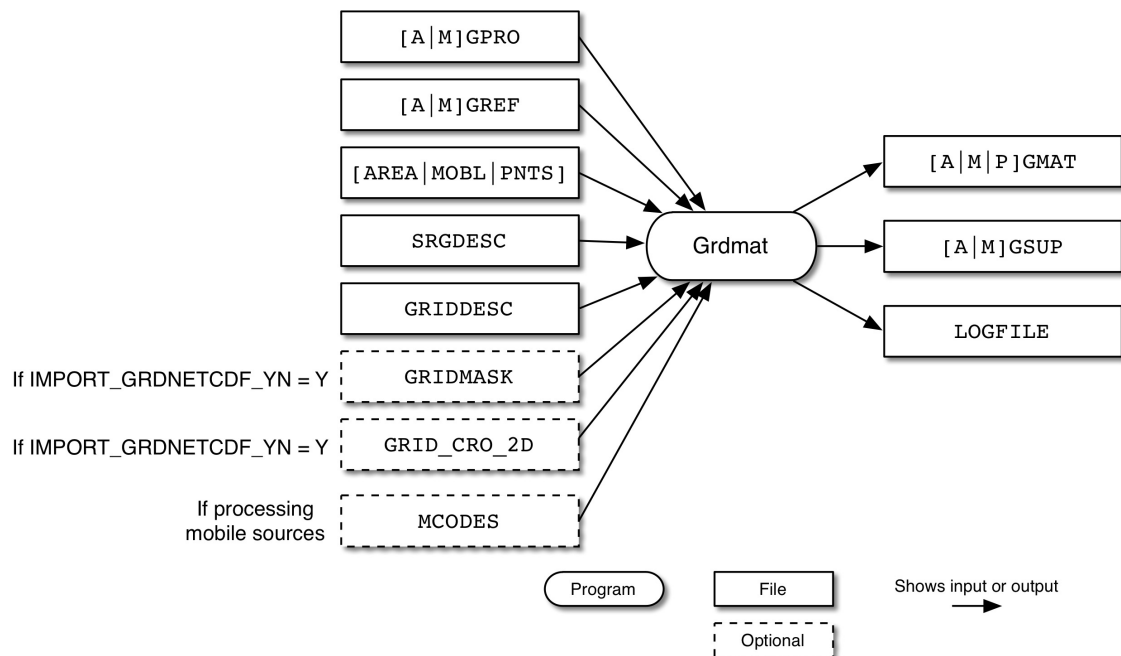 [A|M]GPRO
[A|M]GREF
[AREA|MOBL|PNTS]
SRGDESC
GRIDDESC
If IMPORT_GRDNETCDF_YN = Y
GRIDMASK
If IMPORT_GRDNETCDF_YN = Y
GRID_CRO_2D
If processing
mobile sources
MCODES
Grdmat
[A|M|P]GMAT
[A|M]GSUP
LOGFILE
Program
File
Shows input or output
Optional